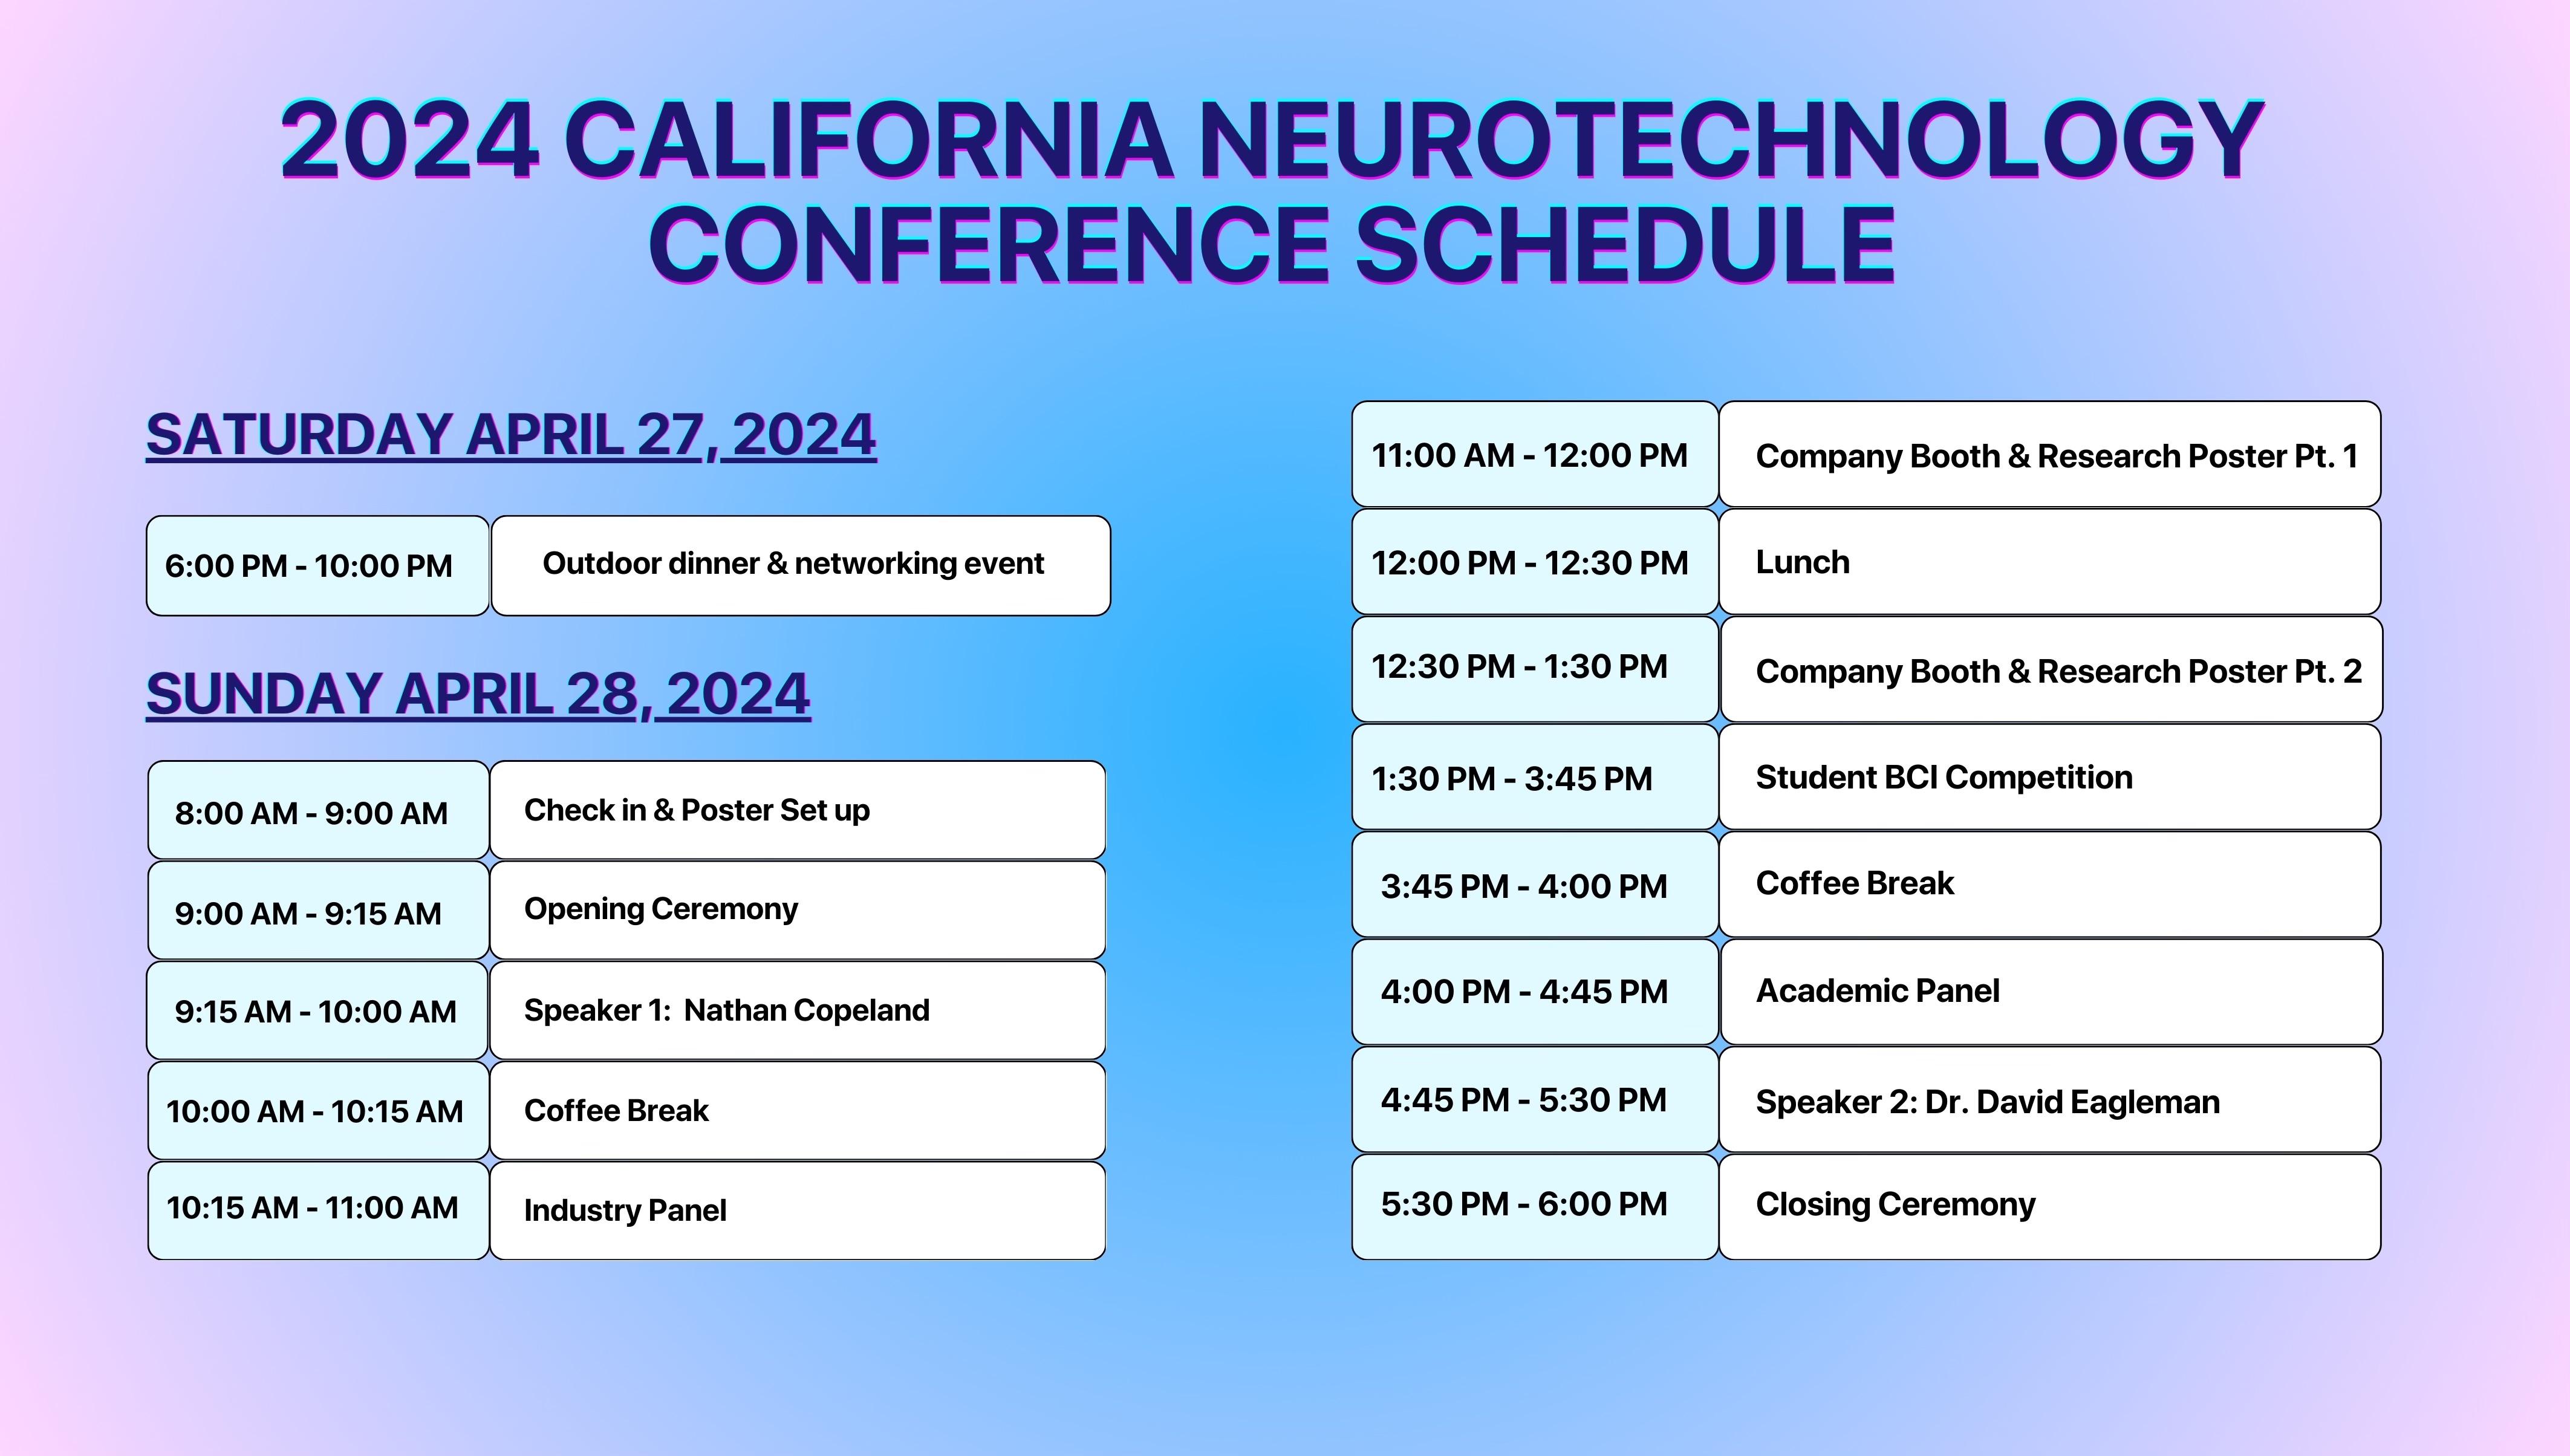 2024 CALIFORNIA NEUROTECHNOLOGY
CONFERENCE SCHEDULE
SATURDAY APRIL 27, 2024
6:00 PM - 10:00 PM Outdoor dinner & networking event
SUNDAY APRIL 28, 2024
8:00 AM - 9:00 AM Check in & Poster Set up
9:00 AM - 9:15 AM Opening Ceremony
9:15 AM - 10:00 AM Speaker 1: Nathan Copeland
10:00 AM - 10:15 AM Coffee Break
10:15 AM - 11:00 AM Industry Panel
11:00 AM - 12:00 PM Company Booth & Research Poster Pt. 1
12:00 PM - 12:30 PM Lunch
12:30 PM - 1:30 PM Company Booth & Research Poster Pt. 2
1:30 PM - 3:45 PM Student BCI Competition
3:45 PM - 4:00 PM Coffee Break
4:00 PM - 4:45 PM Academic Panel
4:45 PM - 5:30 PM Speaker 2: Dr. David Eagleman
5:30 PM - 6:00 PM Closing Ceremony